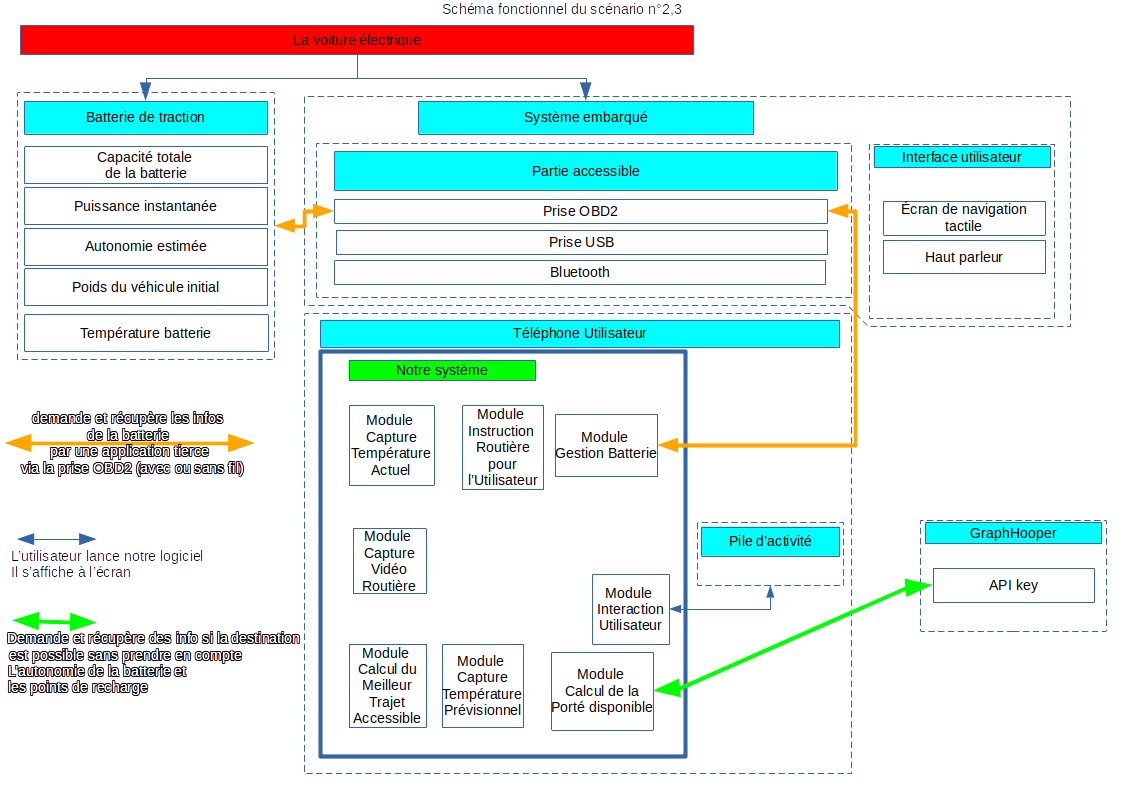 Schéma fonctionnel du scénario n°2,3
La voiture électrique
Batterie de traction
Capacité totale
de la batterie
Puissance instantanée
Autonomie estimée
Poids du véhicule initial
Température batterie
Système embarqué
Partie accessible
Prise OBD2
Prise USB
Bluetooth
Interface utilisateur
Écran de navigation
tactile
Haut parleur
Téléphone Utilisateur
Notre système
Module
Capture
Température
Actuel
Module
Instruction
Routière
pour
l'Utilisateur
Module
Gestion Batterie
Module
Capture
Vidéo
Routière
Module
Interaction
Utilisateur
Module
Calcul du
Meilleur
Trajet
Accessible
Module
Capture
Température
Prévisionnel
Module
Calcul de la
Porté disponible
Pile d'activité
GraphHooper
API key
demande et récupère les infos
de la batterie
par une application tierce
via la prise OBD2 (avec ou sans fil)
L'utilisateur lance notre logiciel
Il s'affiche à l'écran
Demande et récupère des info si la destination
est possible sans prendre en compte
L'autonomie de la batterie et
les points de recharge